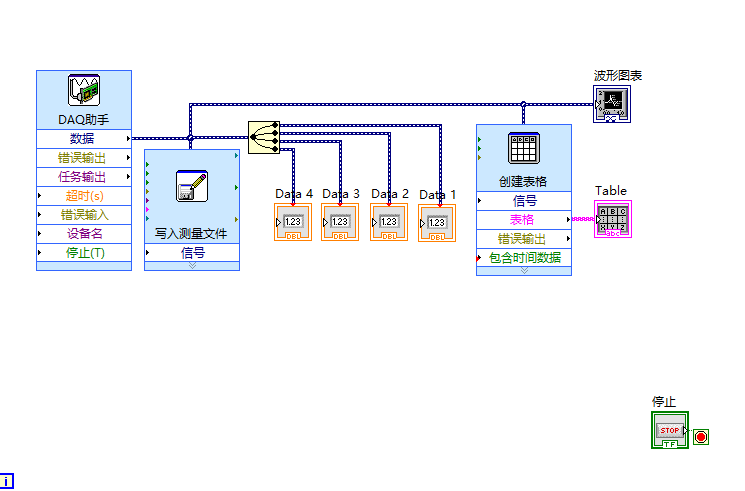 波形图表
DAQ助手
数据
错误输出
任务输出
超时(s)
错误输入
设备名
停止(T)
写入测量文件
信号
Data 4
Data 3
Data 2
Data 1
1.23
DBL
1.23
DBL
1.23
DBL
1.23
DBL
创建表格
信号
表格
错误输出
包含时间数据
Table
A B C
X Y Z
abc
停止
STOP
TF
i